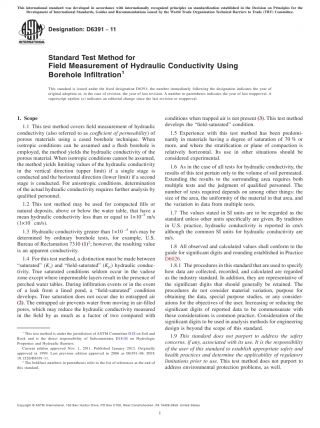 This international standard was developed in accordance with internationally recognized principles on standardization established in the Decision on Principles for the
Development of International Standards, Guides and Recommendations issued by the World Trade Organization Technical Barriers to Trade (TBT) Committee.
Designation: D6391 − 11
Standard Test Method for
Field Measurement of Hydraulic Conductivity Using
Borehole Infiltration1
This standard is issued under the fixed designation D6391; the number immediately following the designation indicates the year of
original adoption or, in the case of revision, the year of last revision. A number in parentheses indicates the year of last reapproval. A
superscript epsilon (ε) indicates an editorial change since the last revision or reapproval.
1. Scope
1.1 This test method covers field measurement of hydraulic
conductivity (also referred to as coefficient of permeability) of
porous materials using a cased borehole technique. When
isotropic conditions can be assumed and a flush borehole is
employed, the method yields the hydraulic conductivity of the
porous material. When isotropic conditions cannot be assumed,
the method yields limiting values of the hydraulic conductivity
in the vertical direction (upper limit) if a single stage is
conducted and the horizontal direction (lower limit) if a second
stage is conducted. For anisotropic conditions, determination
of the actual hydraulic conductivity requires further analysis by
qualified personnel.
1.2 This test method may be used for compacted fills or
natural deposits, above or below the water table, that have a
mean hydraulic conductivity less than or equal to 1×10−5 m/s
(1×10−3 cm/s).
1.3 Hydraulic conductivity greater than 1×10−5 m/s may be
determined by ordinary borehole tests, for example, U.S.
Bureau of Reclamation 7310 (1)2; however, the resulting value
is an apparent conductivity.
1.4 For this test method, a distinction must be made between
“saturated” (Ks) and “field-saturated” (Kfs) hydraulic conduc-
tivity. True saturated conditions seldom occur in the vadose
zone except where impermeable layers result in the presence of
perched water tables. During infiltration events or in the event
of a leak from a lined pond, a “field-saturated” condition
develops. True saturation does not occur due to entrapped air
(2). The entrapped air prevents water from moving in air-filled
pores, which may reduce the hydraulic conductivity measured
in the field by as much as a factor of two compared with
1 This test method is under the jurisdiction of ASTM Committee D18 on Soil and
Rock and is the direct responsibility of Subcommittee D18.04 on Hydrologic
Properties and Hydraulic Barriers.
Current edition approved Nov. 1, 2011. Published January 2012. Originally
approved in 1999. Last previous edition approved in 2006 as D6391–06. DOI:
10.1520/D6391-11.
2 The boldface numbers in parentheses refer to the list of references at the end of
this standard.
conditions when trapped air is not present (3). This test method
develops the “field-saturated” condition.
1.5 Experience with this test method has been predomi-
nantly in materials having a degree of saturation of 70 % or
more, and where the stratification or plane of compaction is
relatively horizontal. Its use in other situations should be
considered experimental.
1.6 As in the case of all tests for hydraulic conductivity, the
results of this test pertain only to the volume of soil permeated.
Extending the results to the surrounding area requires both
multiple tests and the judgment of qualified personnel. The
number of tests required depends on among other things: the
size of the area, the uniformity of the material in that area, and
the variation in data from multiple tests.
1.7 The values stated in SI units are to be regarded as the
standard unless other units specifically are given. By tradition
in U.S. practice, hydraulic conductivity is reported in cm/s
although the common SI units for hydraulic conductivity are
m/s.
1.8 All observed and calculated values shall conform to the
guide for significant digits and rounding established in Practice
D6026.
1.8.1 The procedures in this standard that are used to specify
how data are collected, recorded, and calculated are regarded
as the industry standard. In addition, they are representative of
the significant digits that should generally be retained. The
procedures do not consider material variation, purpose for
obtaining the data, special purpose studies, or any consider-
ations for the objectives of the user. Increasing or reducing the
significant digits of reported data to be commensurate with
these considerations is common practice. Consideration of the
significant digits to be used in analysis methods for engineering
design is beyond the scope of this standard.
1.9 This standard does not purport to address the safety
concerns, if any, associated with its use. It is the responsibility
of the user of this standard to establish appropriate safety and
health practices and determine the applicability of regulatory
limitations prior to use. This test method does not purport to
address environmental protection problems, as well.
Copyright © ASTM International, 100 Barr Harbor Drive, PO Box C700, West Conshohocken, PA 19428-2959. United States
1